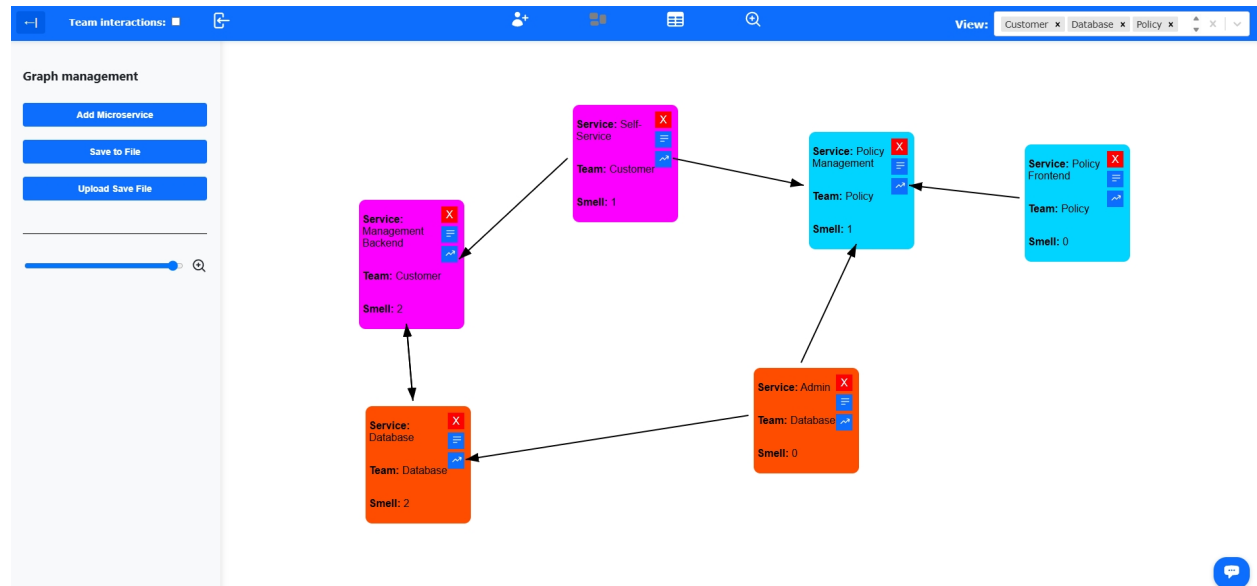 Team interactions:
View: Customer × Database × Policy ×
Graph management
Add Microservice
Save to File
Upload Save File
Service: Self-
Service
Team: Customer
Smell: 1
X
Service: Policy
Management
Team: Policy
Smell: 1
X
Service: Policy
Frontend
Team: Policy
Smell: 0
X
Service:
Management
Backend
Team: Customer
Smell: 2
X
Service: Admin
Team: Database
Smell: 0
X
Service:
Database
Team: Database
Smell: 2
X